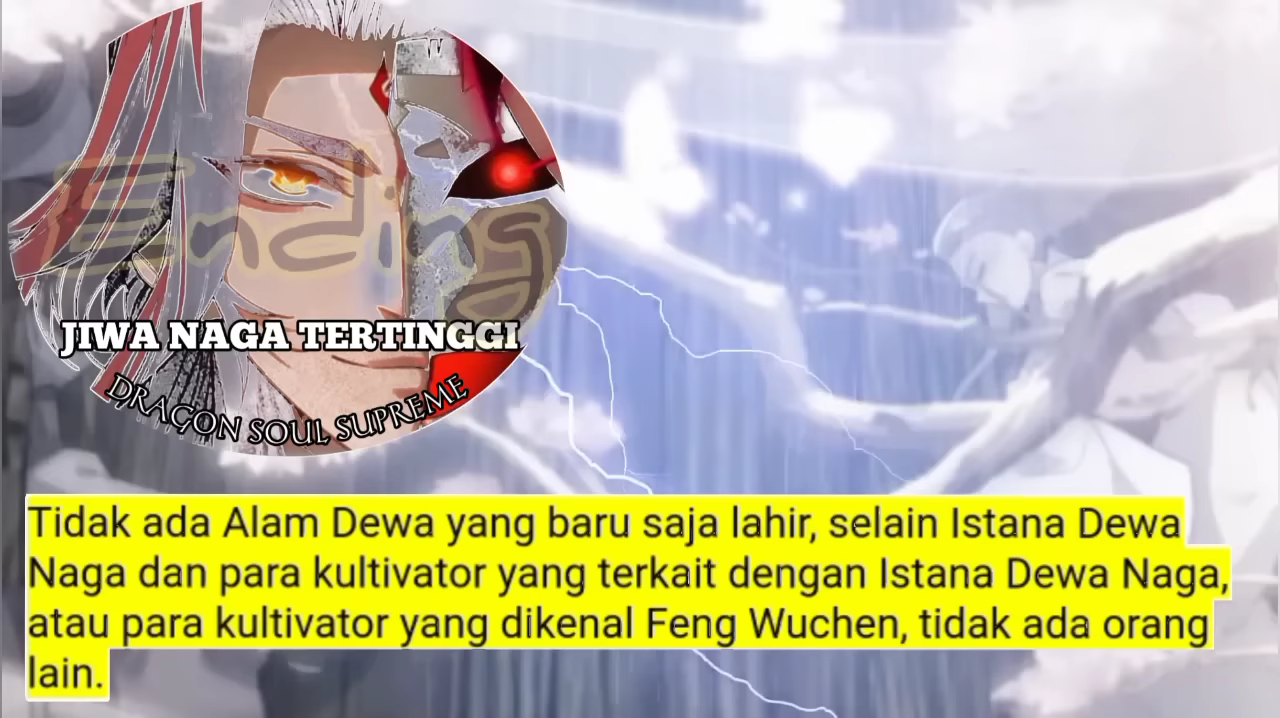 Ending
JIWA NAGA TERTINGGI
DRAGON SOUL SUPREME
Tidak ada Alam Dewa yang baru saja lahir, selain Istana Dewa
Naga dan para kultivator yang terkait dengan Istana Dewa Naga,
atau para kultivator yang dikenal Feng Wuchen, tidak ada orang
lain.